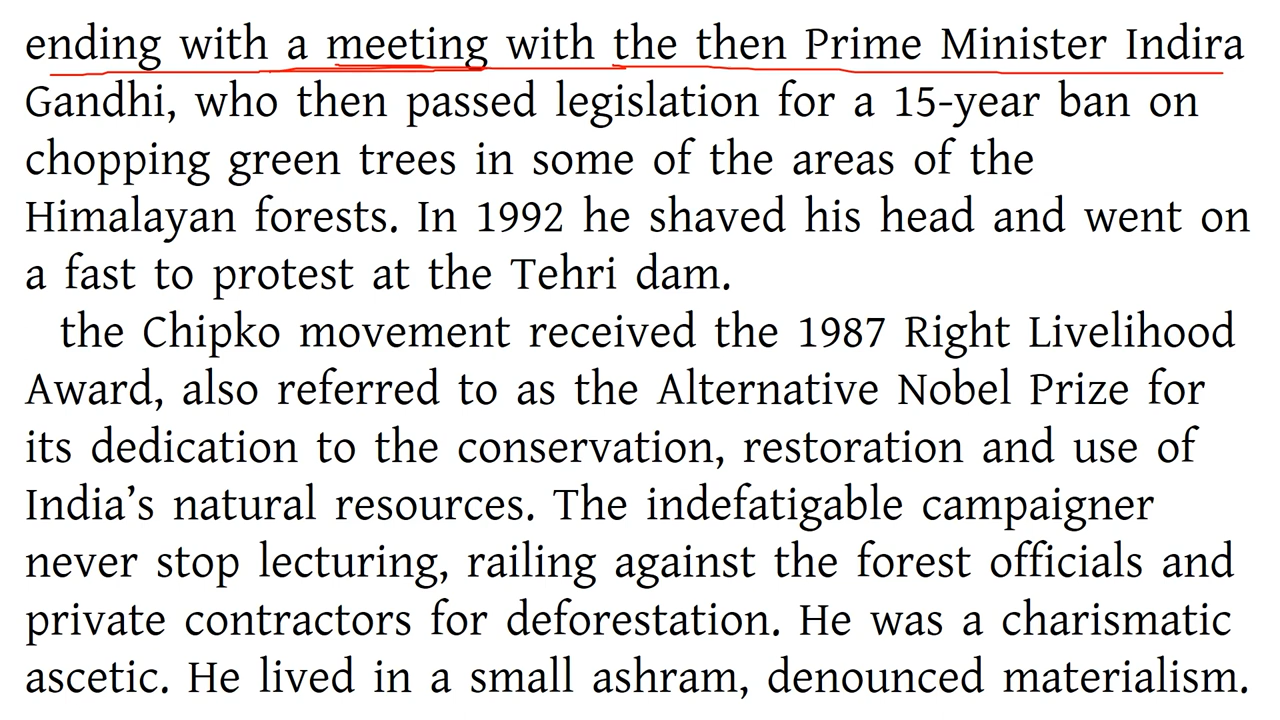 ending with a meeting with the then Prime Minister Indira
Gandhi, who then passed legislation for a 15-year ban on
chopping green trees in some of the areas of the
Himalayan forests. In 1992 he shaved his head and went on
a fast to protest at the Tehri dam.
the Chipko movement received the 1987 Right Livelihood
Award, also referred to as the Alternative Nobel Prize for
its dedication to the conservation, restoration and use of
India’s natural resources. The indefatigable campaigner
never stop lecturing, railing against the forest officials and
private contractors for deforestation. He was a charismatic
ascetic. He lived in a small ashram, denounced materialism.